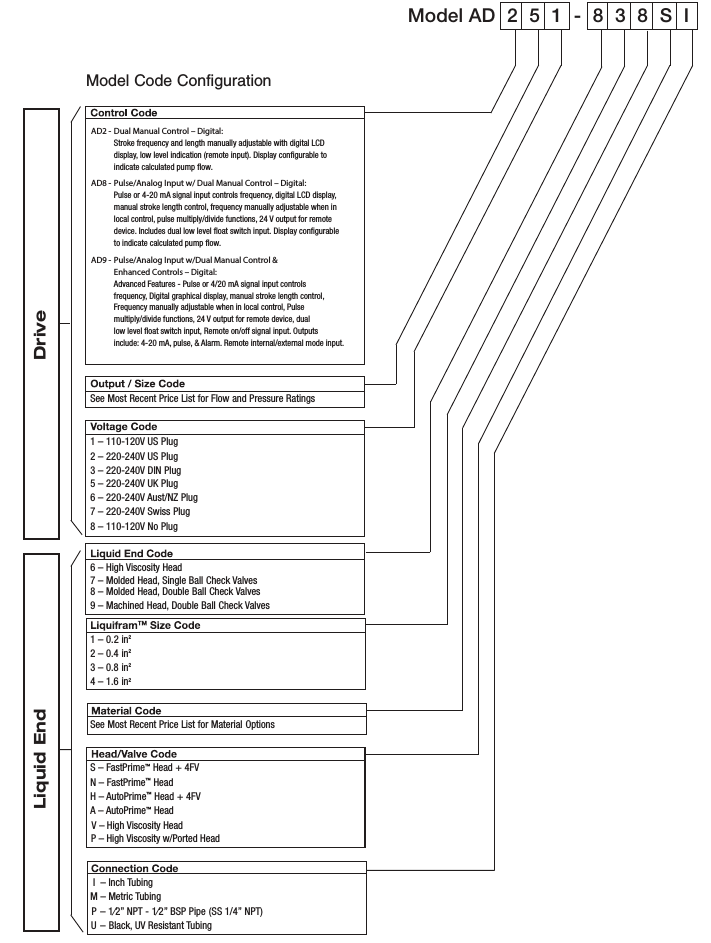 Model AD 2 5 1 - 8 3 8 S I
Model Code Configuration
Drive
Control Code
AD2 - Dual Manual Control – Digital:
Stroke frequency and length manually adjustable with digital LCD
display, low level indication (remote input). Display configurable to
indicate calculated pump flow.
AD8 - Pulse/Analog Input w/ Dual Manual Control – Digital:
Pulse or 4-20 mA signal input controls frequency, digital LCD display,
manual stroke length control, frequency manually adjustable when in
local control, pulse multiply/divide functions, 24 V output for remote
device. Includes dual low level float switch input. Display configurable
to indicate calculated pump flow.
AD9 - Pulse/Analog Input w/Dual Manual Control &
Enhanced Controls – Digital:
Advanced Features - Pulse or 4/20 mA signal input controls
frequency, Digital graphical display, manual stroke length control,
Frequency manually adjustable when in local control, Pulse
multiply/divide functions, 24 V output for remote device, dual
low level float switch input, Remote on/off signal input. Outputs
include: 4-20 mA, pulse, & Alarm. Remote internal/external mode input.
Output / Size Code
See Most Recent Price List for Flow and Pressure Ratings
Voltage Code
1 – 110-120V US Plug
2 – 220-240V US Plug
3 – 220-240V DIN Plug
5 – 220-240V UK Plug
6 – 220-240V Aust/NZ Plug
7 – 220-240V Swiss Plug
8 – 110-120V No Plug
Liquid End
Liquid End Code
6 – High Viscosity Head
7 – Molded Head, Single Ball Check Valves
8 – Molded Head, Double Ball Check Valves
9 – Machined Head, Double Ball Check Valves
Liquifram™ Size Code
1 – 0.2 in²
2 – 0.4 in²
3 – 0.8 in²
4 – 1.6 in²
Material Code
See Most Recent Price List for Material Options
Head/Valve Code
S – FastPrime™ Head + 4FV
N – FastPrime™ Head
H – AutoPrime™ Head + 4FV
A – AutoPrime™ Head
V – High Viscosity Head
P – High Viscosity w/Ported Head
Connection Code
I – Inch Tubing
M – Metric Tubing
P – 1/2" NPT - 1/2" BSP Pipe (SS 1/4" NPT)
U – Black, UV Resistant Tubing